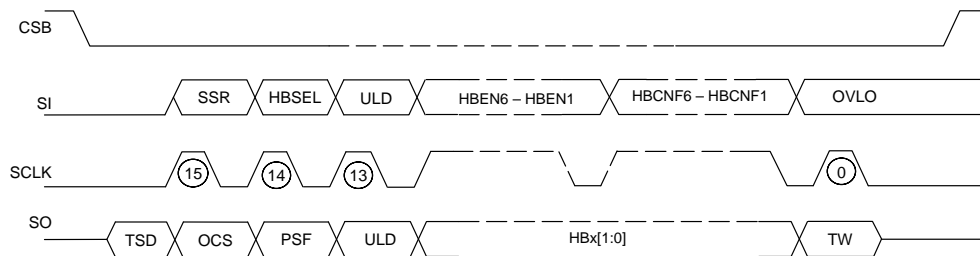 CSB
SI SSR HBSEL ULD HBEN6 – HBEN1 HBCNF6 – HBCNF1 OVLO
SCLK 15 14 13 0
SO TSD OCS PSF ULD HBx[1:0] TW